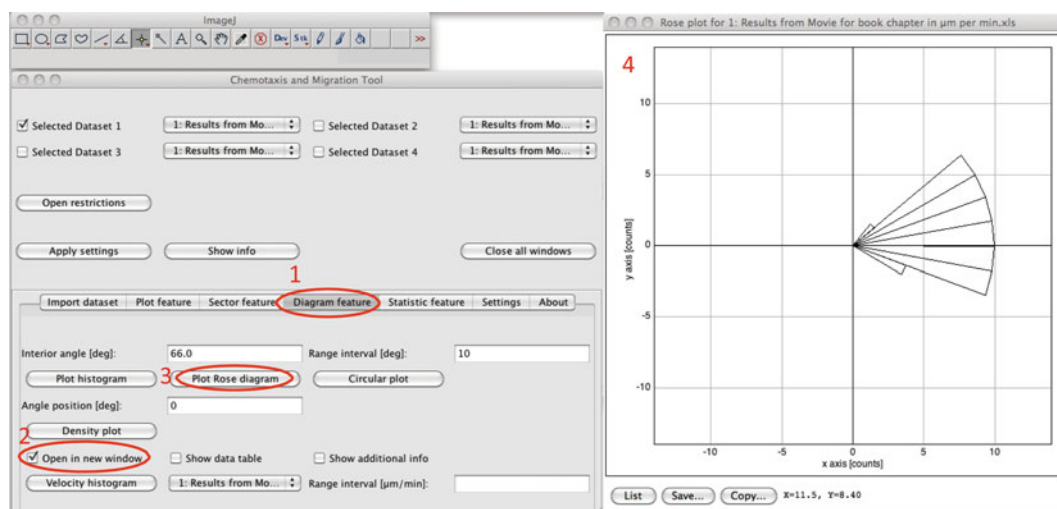 ImageJ
A Dev Stk >>
Chemotaxis and Migration Tool
Selected Dataset 1 1: Results from Mo... Selected Dataset 2 1: Results from Mo...
Selected Dataset 3 1: Results from Mo... Selected Dataset 4 1: Results from Mo...
Open restrictions
Apply settings Show info Close all windows
1
Import dataset Plot feature Sector feature Diagram feature Statistic feature Settings About
Interior angle [deg]: 66.0 Range interval [deg]: 10
Plot histogram 3 Plot Rose diagram Circular plot
Angle position [deg]: 0
Density plot
2
Open in new window Show data table Show additional info
Velocity histogram 1: Results from Mo... Range interval [µm/min]:
Rose plot for 1: Results from Movie for book chapter in µm per min.xls
4
10
5
0
-5
-10
y axis [counts]
-10 -5 0 5 10
x axis [counts]
List Save... Copy... X=11.5, Y=8.40